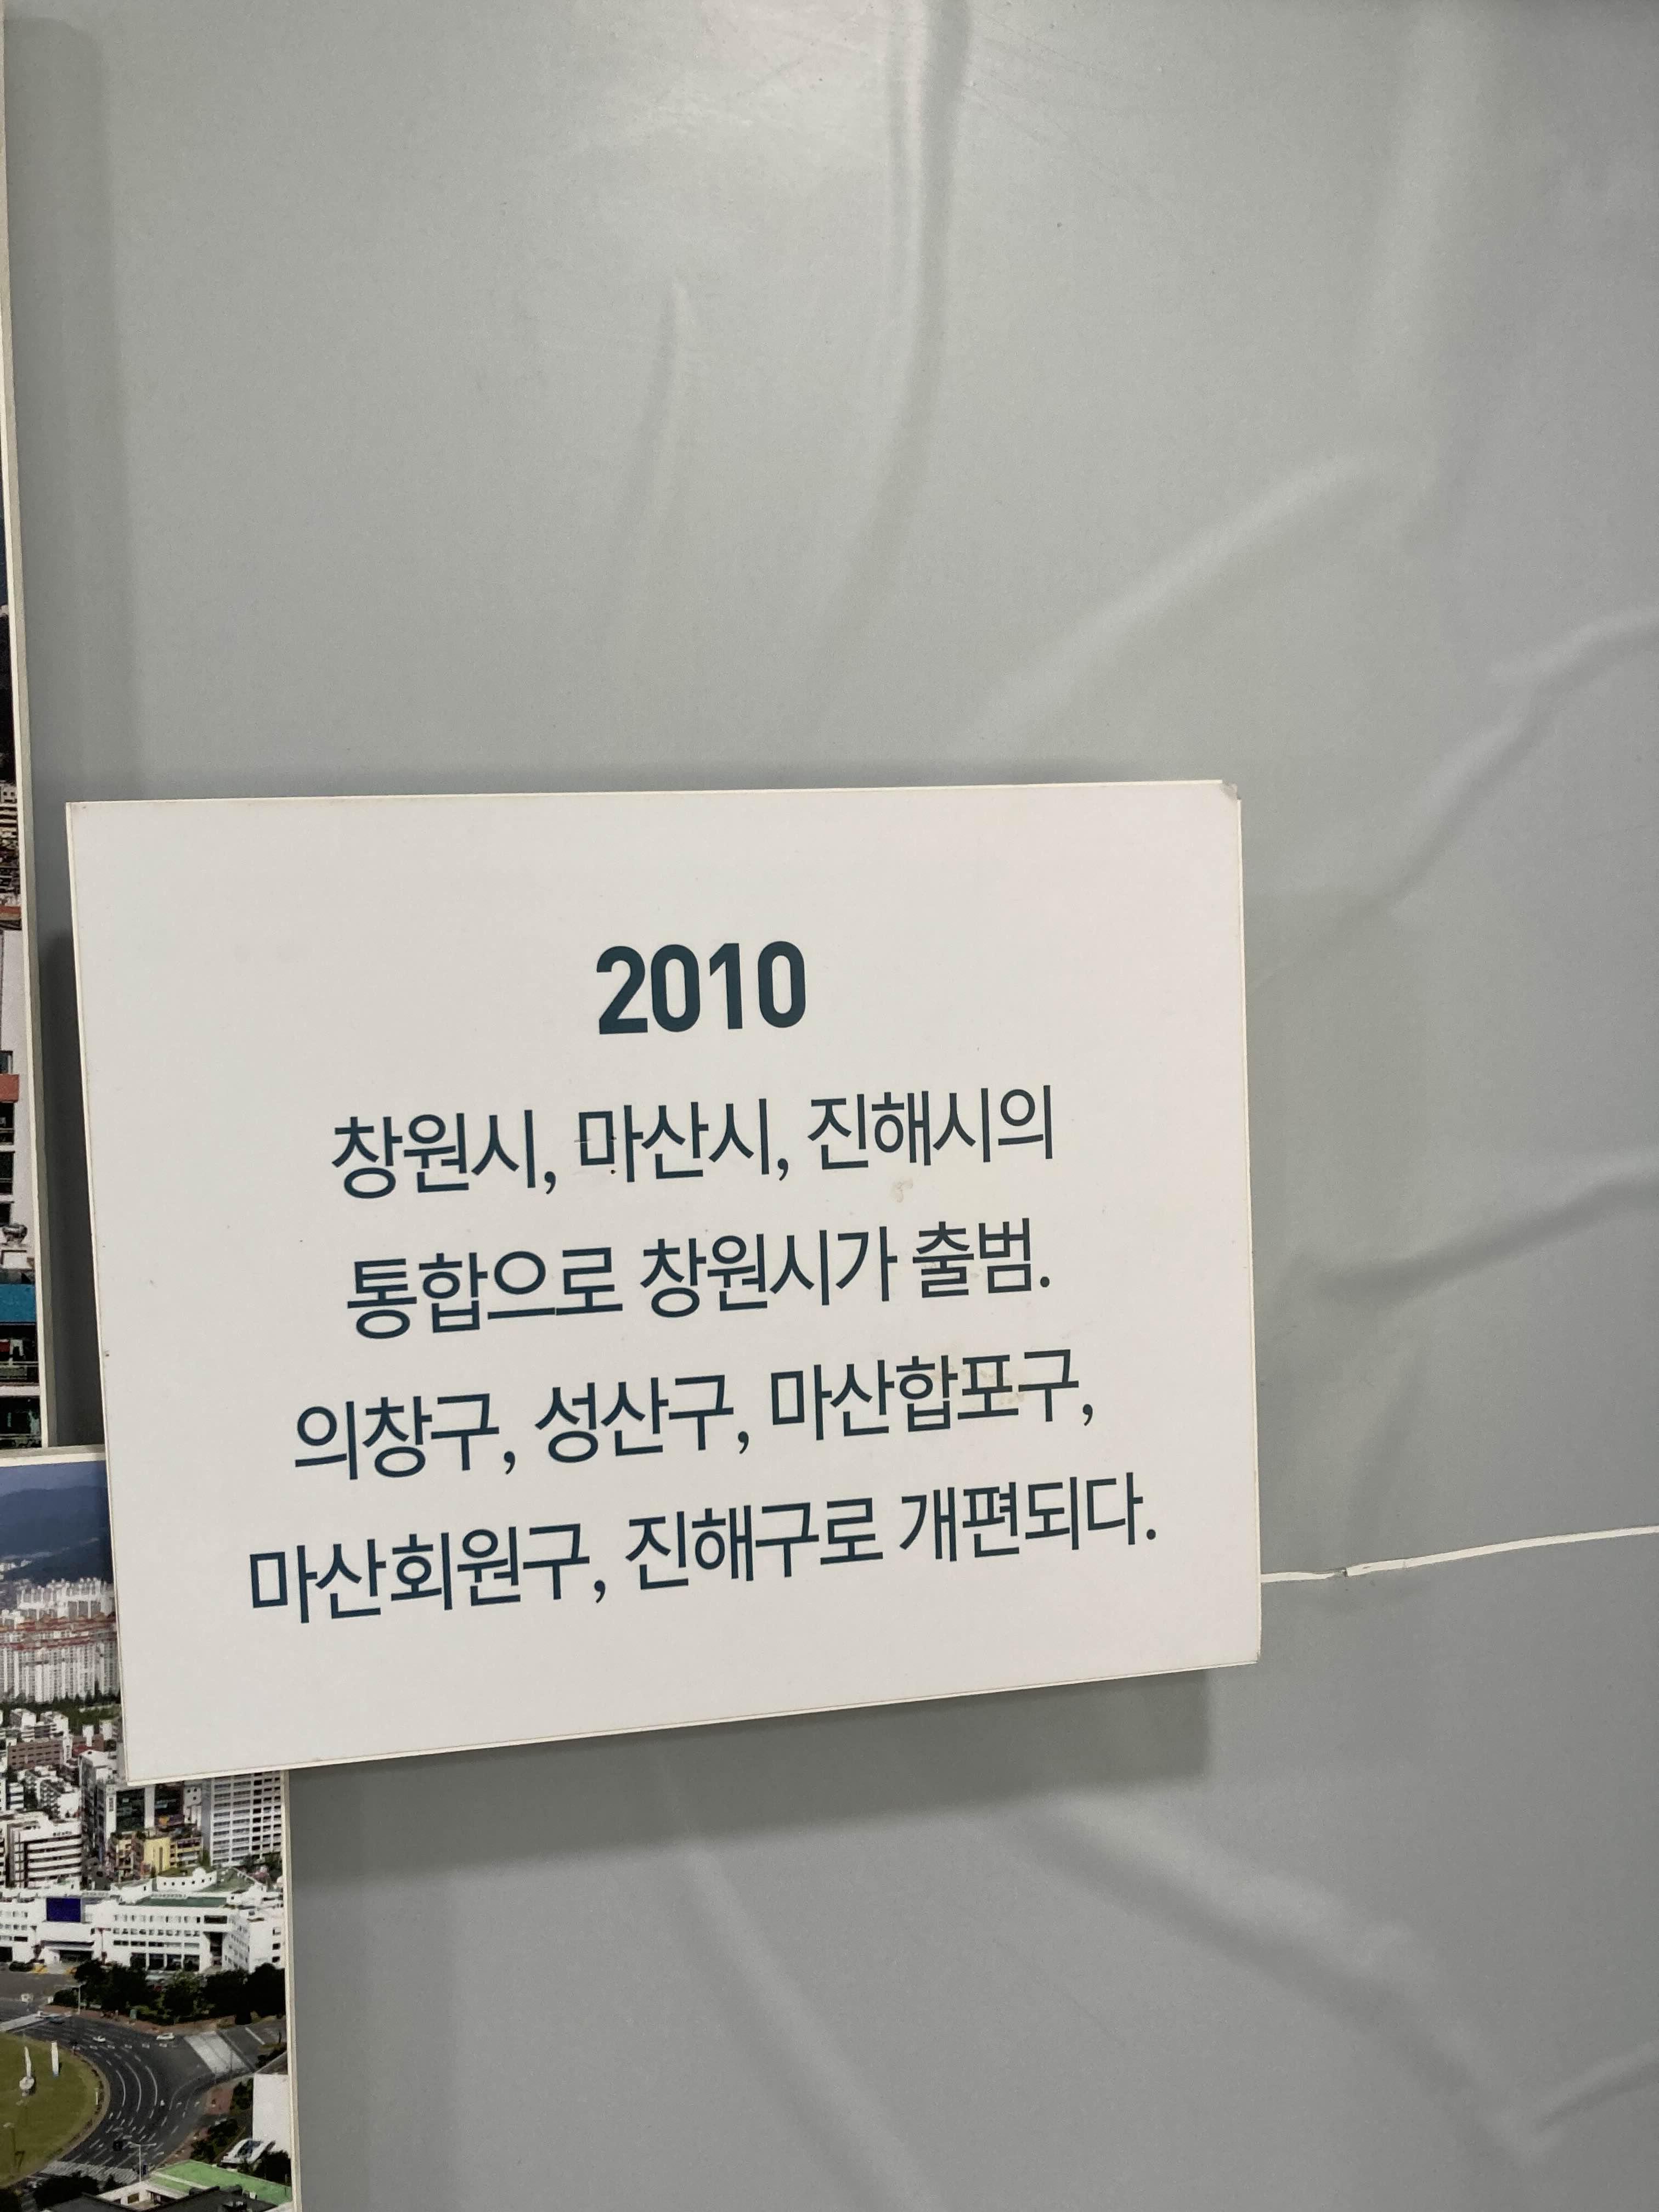 2010
창원시, 마산시, 진해시의
통합으로 창원시가 출범.
의창구, 성산구, 마산합포구,
마산회원구, 진해구로 개편되다.